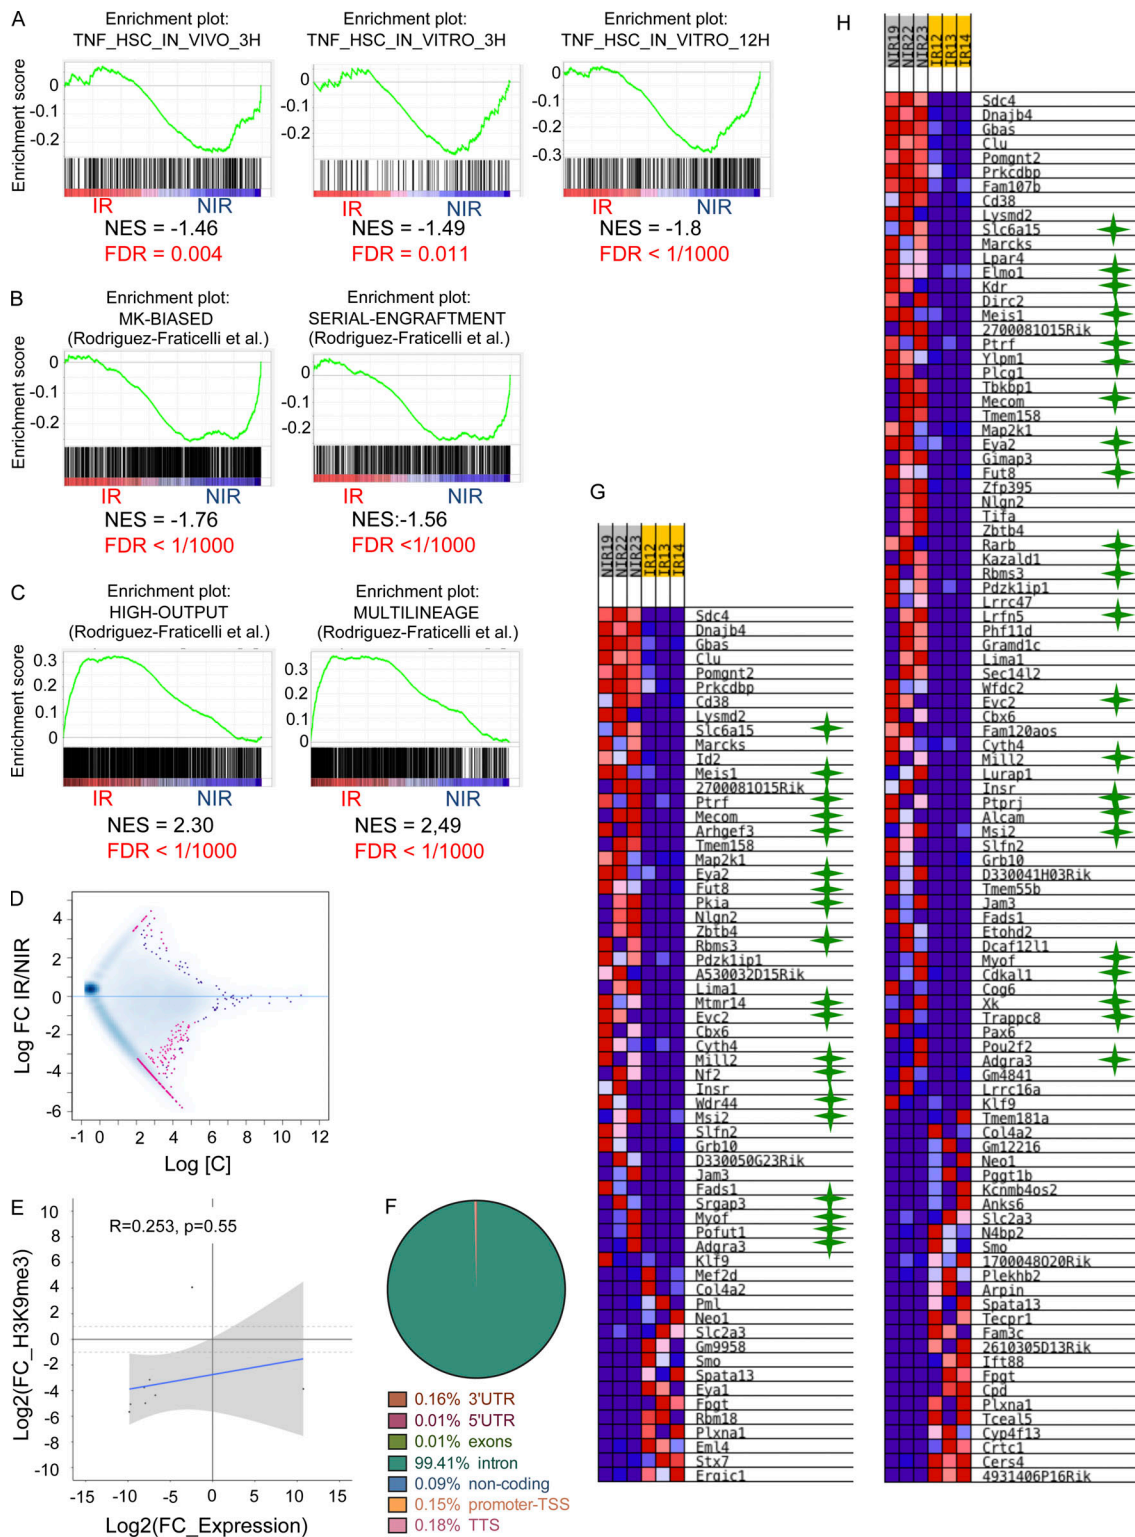 A
Enrichment plot:
TNF_HSC_IN_VIVO_3H
Enrichment score
0
-0.1
-0.2
IR
NIR
NES = -1.46
FDR = 0.004
Enrichment plot:
TNF_HSC_IN_VITRO_3H
0
-0.1
-0.2
IR
NIR
NES = -1.49
FDR = 0.011
Enrichment plot:
TNF_HSC_IN_VITRO_12H
0
-0.1
-0.2
-0.3
IR
NIR
NES = -1.8
FDR < 1/1000
B
Enrichment plot:
MK-BIASED
(Rodriguez-Fraticelli et al.)
Enrichment score
0
-0.1
-0.2
IR
NIR
NES = -1.76
FDR < 1/1000
Enrichment plot:
SERIAL-ENGRAFTMENT
(Rodriguez-Fraticelli et al.)
0
-0.1
-0.2
IR
NIR
NES:-1.56
FDR <1/1000
C
Enrichment plot:
HIGH-OUTPUT
(Rodriguez-Fraticelli et al.)
Enrichment score
0.3
0.2
0.1
0
IR
NIR
NES = 2.30
FDR < 1/1000
Enrichment plot:
MULTILINEAGE
(Rodriguez-Fraticelli et al.)
0.3
0.2
0.1
0
IR
NIR
NES = 2,49
FDR < 1/1000
D
Log FC IR/NIR
4
2
0
-2
-4
-6
-1 0 2 4 6 8 10 12
Log [C]
E
R=0.253, p=0.55
Log2(FC_H3K9me3)
10
8
6
4
2
0
-2
-4
-6
-8
-10
-15 -10 -5 0 5 10 15
Log2(FC_Expression)
F
0.16% 3'UTR
0.01% 5'UTR
0.01% exons
99.41% intron
0.09% non-coding
0.15% promoter-TSS
0.18% TTS
G
NIR19
NIR22
NIR23
IR12
IR13
IR14
Sdc4
Dnajb4
Gbas
Clu
Pomgnt2
Prkcdbp
Cd38
Lysmd2
Slc6a15
Marcks
Id2
Meis1
2700081O15Rik
Ptrf
Mecom
Arhgef3
Tmem158
Map2k1
Eya2
Fut8
Pkia
Nlgn2
Zbtb4
Rbms3
Pdzk1ip1
A530032D15Rik
Lima1
Mtmr14
Evc2
Cbx6
Cyth4
Mill2
Nf2
Insr
Wdr44
Msi2
Slfn2
Grb10
D330050G23Rik
Jam3
Fads1
Srgap3
Myof
Pofut1
Adgra3
Klf9
Mef2d
Col4a2
Pml
Neo1
Slc2a3
Gm9958
Smo
Spata13
Eya1
Fpgt
Rbm18
Plxna1
Eml4
Stx7
Ergic1
H
NIR19
NIR22
NIR23
IR12
IR13
IR14
Sdc4
Dnajb4
Gbas
Clu
Pomgnt2
Prkcdbp
Fam107b
Cd38
Lysmd2
Slc6a15
Marcks
Lpar4
Elmo1
Kdr
Dirc2
Meis1
2700081O15Rik
Ptrf
Ylpm1
Plcg1
Tbkbp1
Mecom
Tmem158
Map2k1
Eya2
Gimap3
Fut8
Zfp395
Nlgn2
Tifa
Zbtb4
Rarb
Kazald1
Rbms3
Pdzk1ip1
Lrrc47
Lrfn5
Phf11d
Gramd1c
Lima1
Sec14l2
Wfdc2
Evc2
Cbx6
Fam120aos
Cyth4
Mill2
Lurap1
Insr
Ptprj
Alcam
Msi2
Slfn2
Grb10
D330041H03Rik
Tmem55b
Jam3
Fads1
Etohd2
Dcaf12l1
Myof
Cdkal1
Cog6
Xk
Trappc8
Pax6
Pou2f2
Adgra3
Gm4841
Lrrc16a
Klf9
Tmem181a
Col4a2
Gm12216
Neo1
Pggt1b
Kcnmb4os2
Anks6
Slc2a3
N4bp2
Smo
1700048O20Rik
Plekhb2
Arpin
Spata13
Tecpr1
Fam3c
2610305D13Rik
Ift88
Fpgt
Cpd
Plxna1
Tceal5
Cyp4f13
Crtc1
Cers4
4931406P16Rik